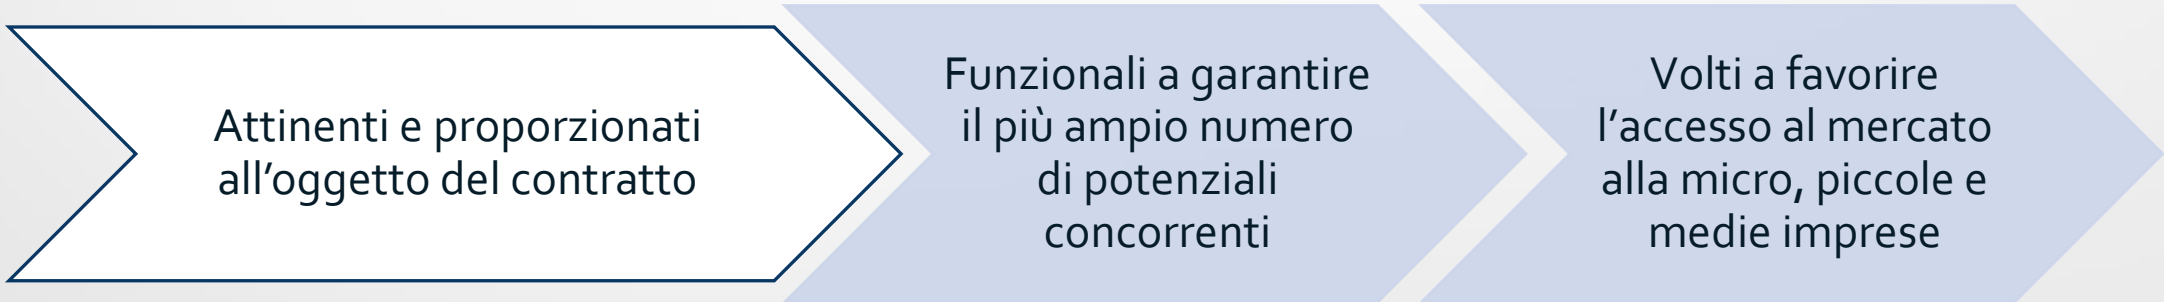 Attinenti e proporzionati
all’oggetto del contratto
Funzionali a garantire
il più ampio numero
di potenziali
concorrenti
Volti a favorire
l’accesso al mercato
alla micro, piccole e
medie imprese